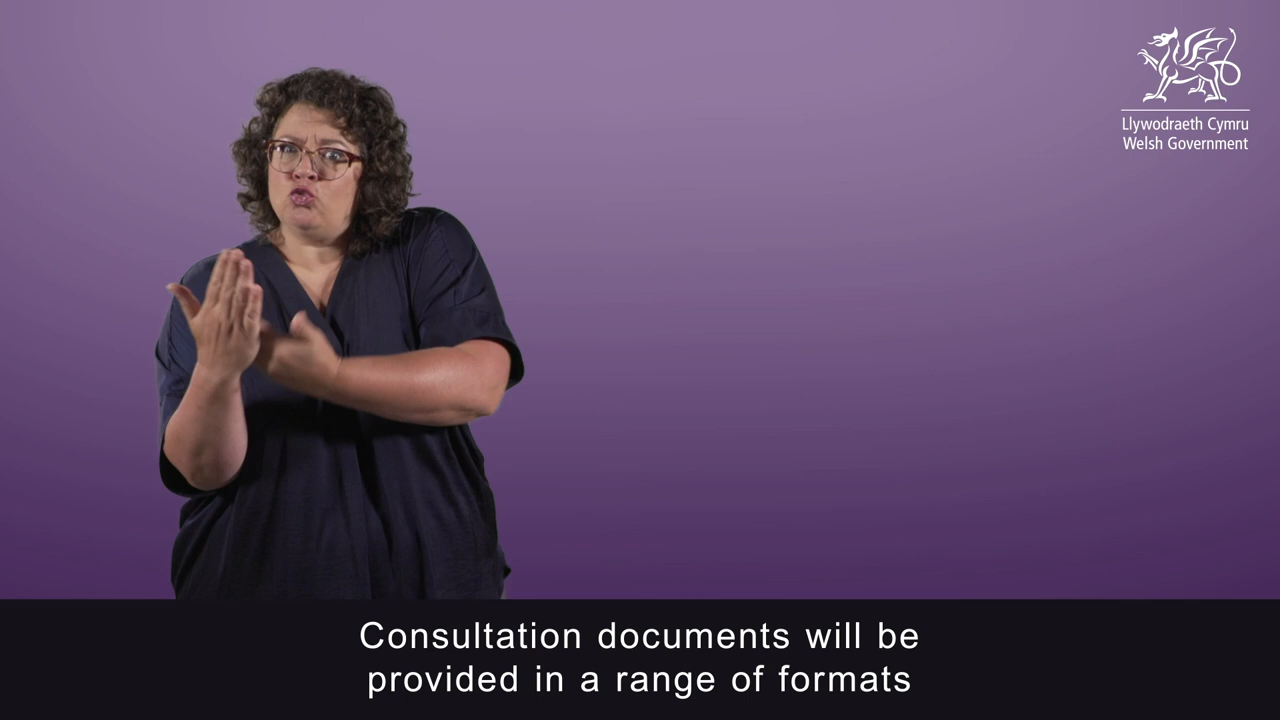 Llywodraeth Cymru
Welsh Government
Consultation documents will be
provided in a range of formats